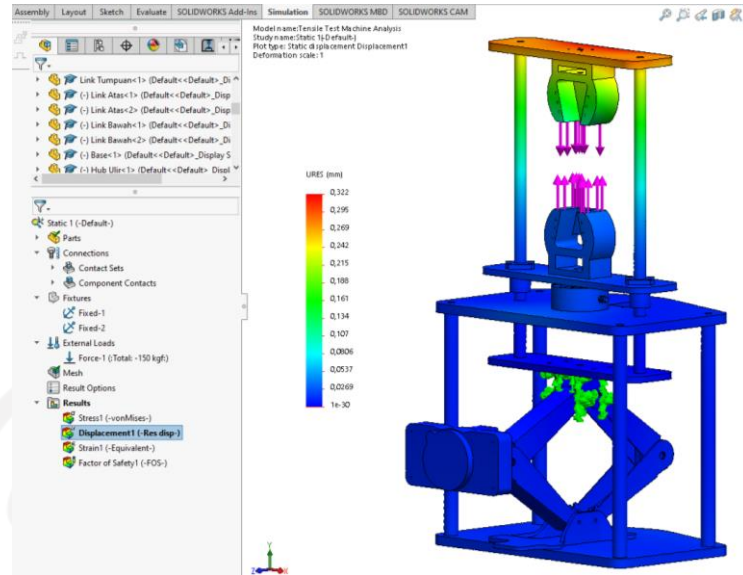 Assembly Layout Sketch Evaluate SOLIDWORKS Add-Ins Simulation SOLIDWORKS MBD SOLIDWORKS CAM
Model name:Tensile Test Machine Analysis
Study name:Static 1(-Default-)
Plot type: Static displacement Displacement1
Deformation scale: 1
Link Tumpuan<1> (Default<<Default>_Di
(-) Link Atas<1> (Default<<Default>_Disp
(-) Link Atas<2> (Default<<Default>_Disp
(-) Link Bawah<1> (Default<<Default>_Di
(-) Link Bawah<2> (Default<<Default>_Di
(-) Base<1> (Default<<Default>_Display S
(-) Hub Ulir<1> (Default<<Default>_Displ
Static 1 (-Default-)
Parts
Connections
Contact Sets
Component Contacts
Fixtures
Fixed-1
Fixed-2
External Loads
Force-1 (:Total: -150 kgf:)
Mesh
Result Options
Results
Stress1 (-vonMises-)
Displacement1 (-Res disp-)
Strain1 (-Equivalent-)
Factor of Safety1 (-FOS-)
URES (mm)
0,322
0,295
0,269
0,242
0,215
0,188
0,161
0,134
0,107
0,0806
0,0537
0,0269
1e-30
Y
Z
X